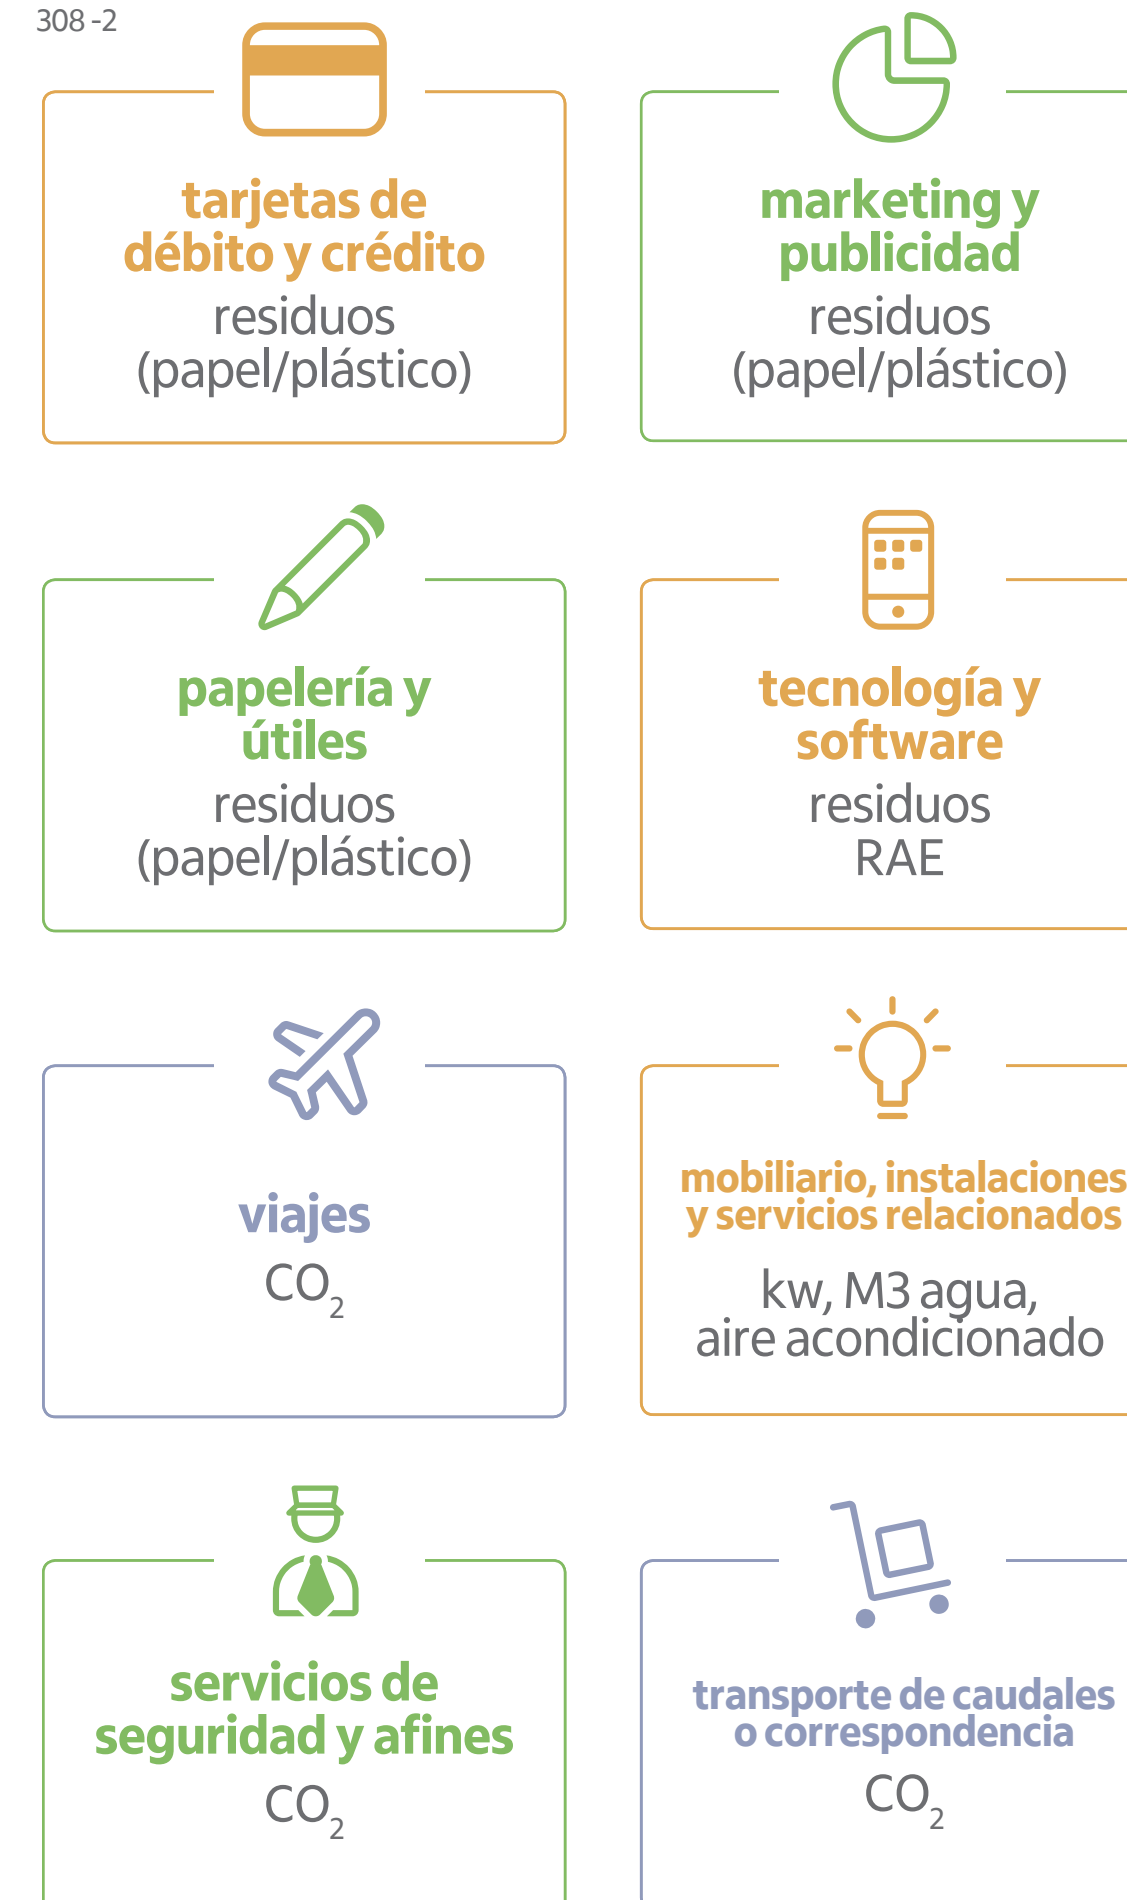 308 -2
tarjetas de
débito y crédito
residuos
(papel/plástico)
marketing y
publicidad
residuos
(papel/plástico)
papelería y
útiles
residuos
(papel/plástico)
tecnología y
software
residuos
RAE
viajes
CO₂
mobiliario, instalaciones
y servicios relacionados
kw, M3 agua,
aire acondicionado
servicios de
seguridad y afines
CO₂
transporte de caudales
o correspondencia
CO₂